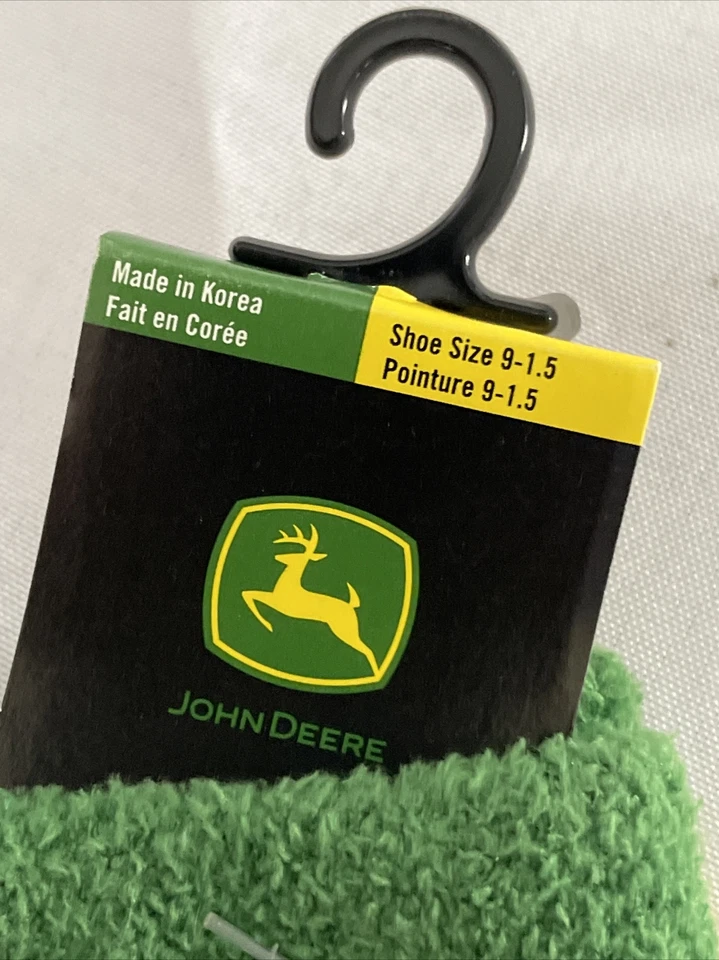 Made in Korea
Fait en Corée
Shoe Size 9-1.5
Pointure 9-1.5
JOHN DEERE